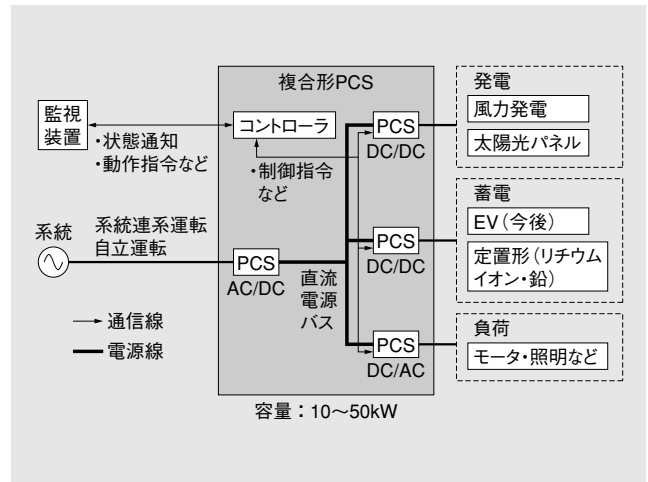 複合形PCS
監視
装置
・状態通知
・動作指令など
コントローラ
・制御指令
など
PCS
DC/DC
発電
風力発電
太陽光パネル
系統
系統連系運転
自立運転
PCS
AC/DC
直流
電源
バス
PCS
DC/DC
蓄電
EV(今後)
定置形(リチウム
イオン・鉛)
PCS
DC/AC
負荷
モータ・照明など
通信線
電源線
容量：10〜50kW